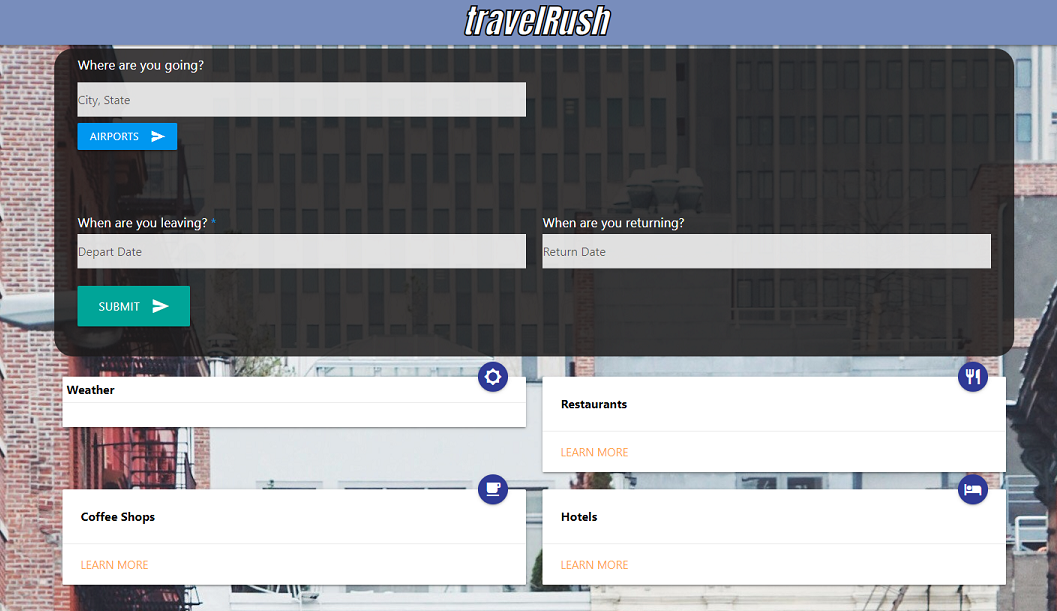 travelRush
Where are you going?
City, State
AIRPORTS
When are you leaving? *
When are you returning?
Depart Date
Return Date
SUBMIT
Weather
Restaurants
LEARN MORE
Coffee Shops
Hotels
LEARN MORE
LEARN MORE